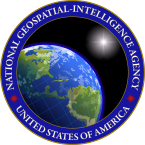 NATIONAL GEOSPATIAL-INTELLIGENCE AGENCY
UNITED STATES OF AMERICA